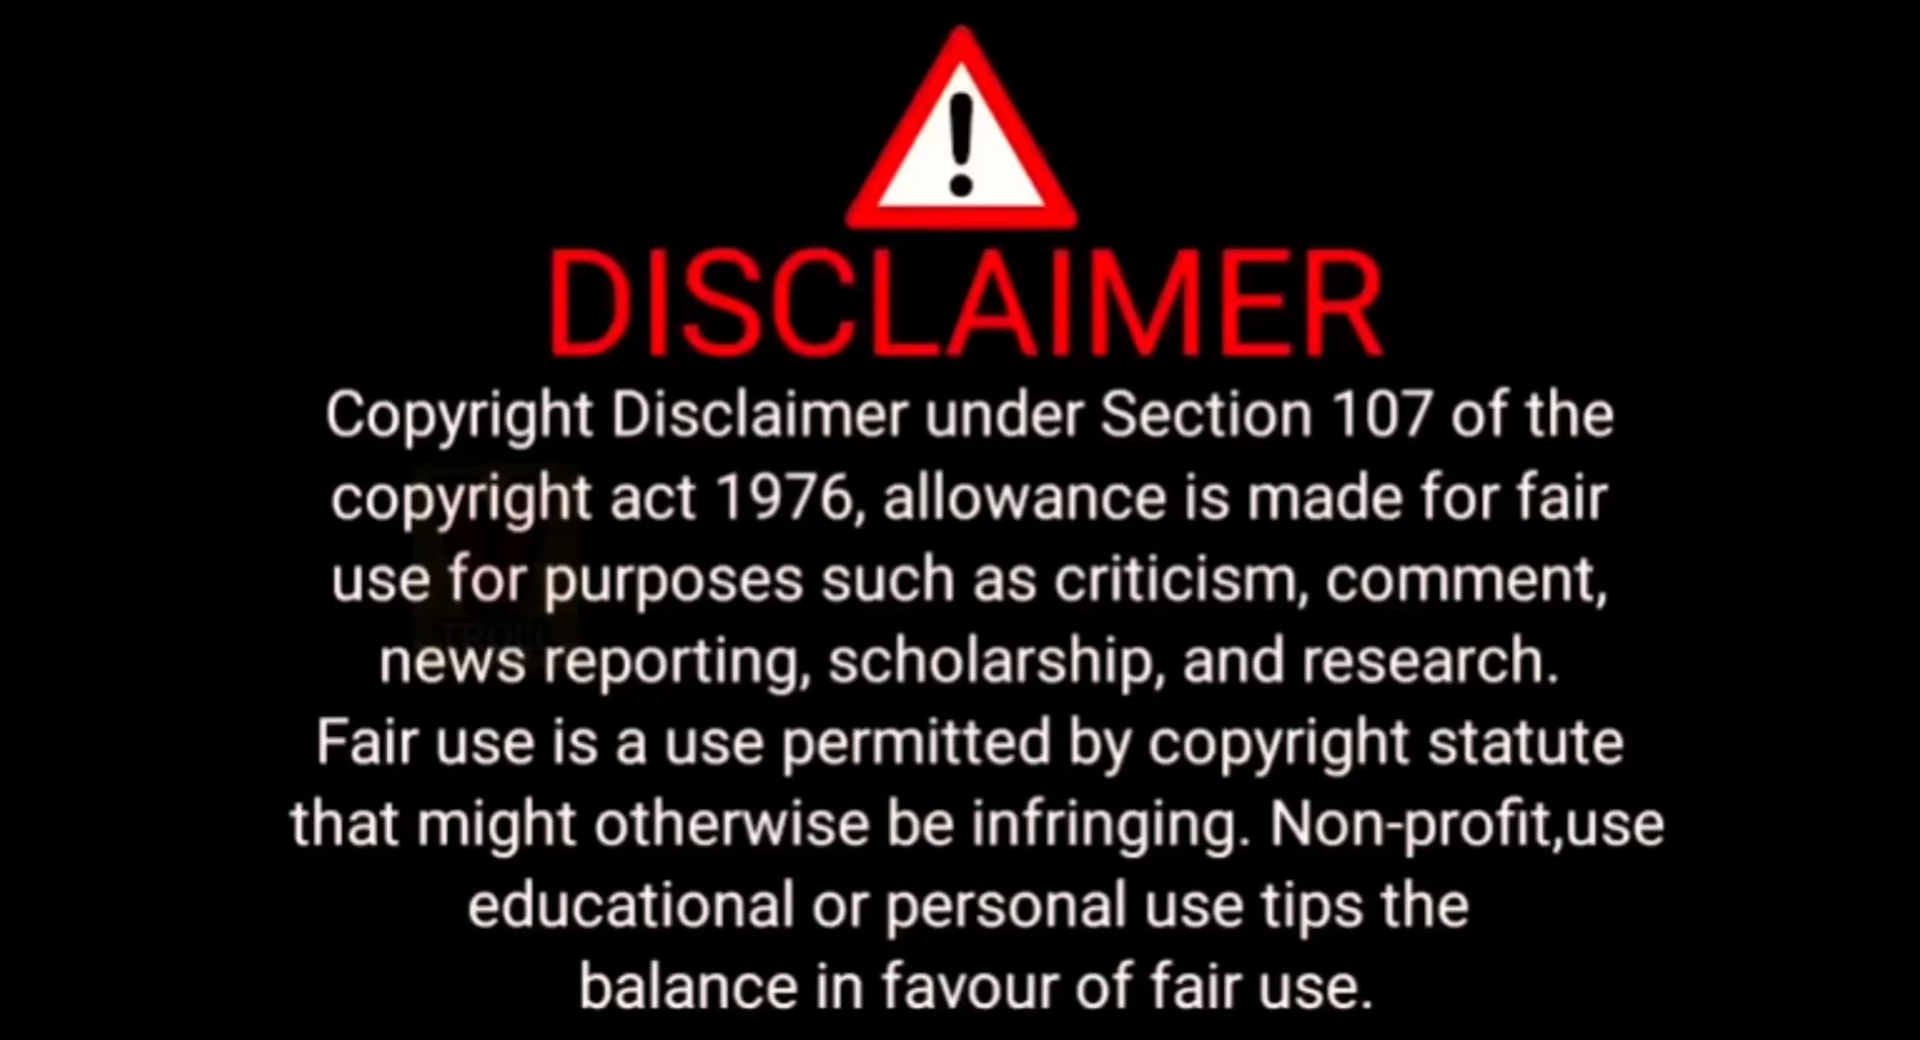 DISCLAIMER
Copyright Disclaimer under Section 107 of the
copyright act 1976, allowance is made for fair
use for purposes such as criticism, comment,
news reporting, scholarship, and research.
Fair use is a use permitted by copyright statute
that might otherwise be infringing. Non-profit,use
educational or personal use tips the
balance in favour of fair use.
TROLL